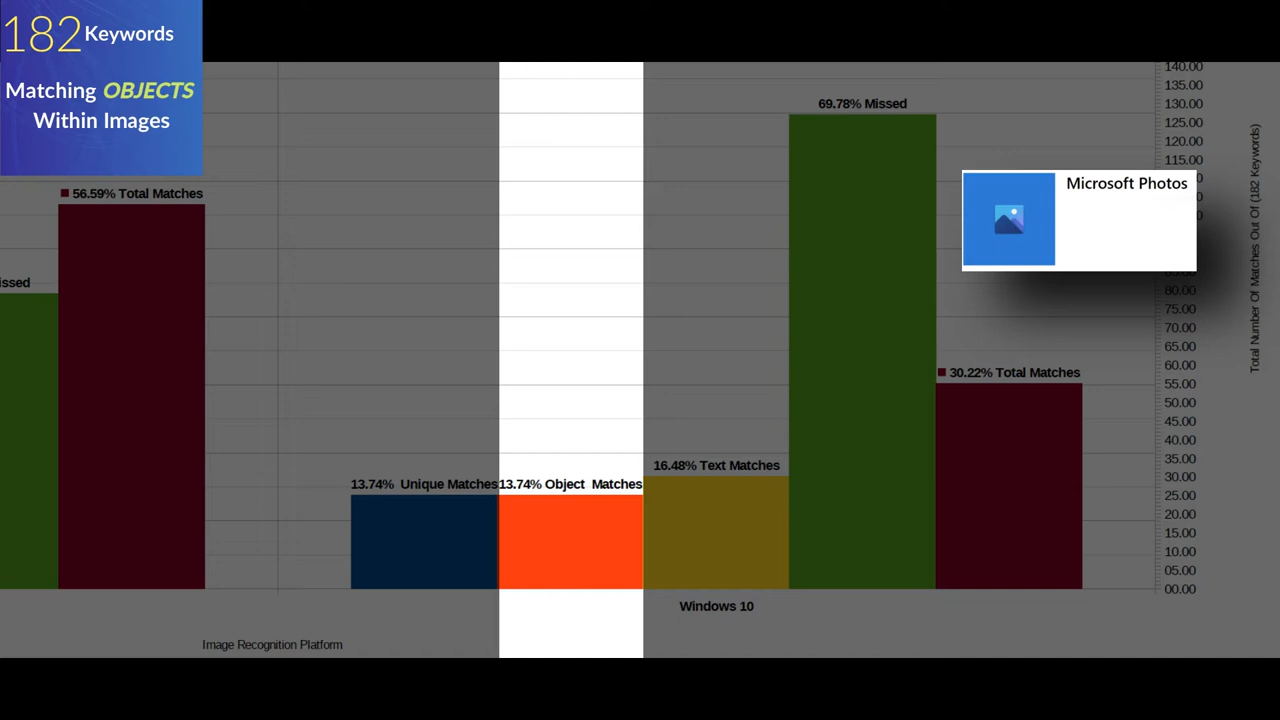 182 Keywords
Matching OBJECTS
Within Images
56.59% Total Matches
issed
13.74% Unique Matches
13.74% Object Matches
16.48% Text Matches
69.78% Missed
30.22% Total Matches
Microsoft Photos
140.00
135.00
130.00
125.00
120.00
115.00
80.00
75.00
70.00
65.00
60.00
55.00
50.00
45.00
40.00
35.00
30.00
25.00
20.00
15.00
10.00
05.00
00.00
Total Number Of Matches Out Of (182 Keywords)
Windows 10
Image Recognition Platform